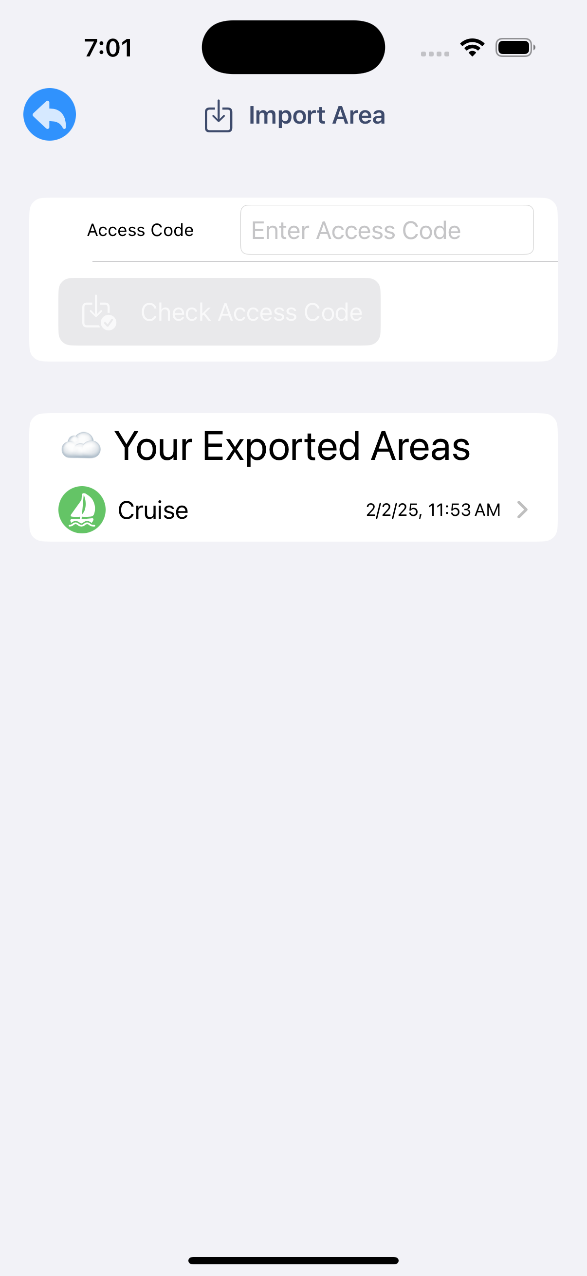 7:01
Import Area
Access Code
Enter Access Code
Check Access Code
Your Exported Areas
Cruise
2/2/25, 11:53 AM